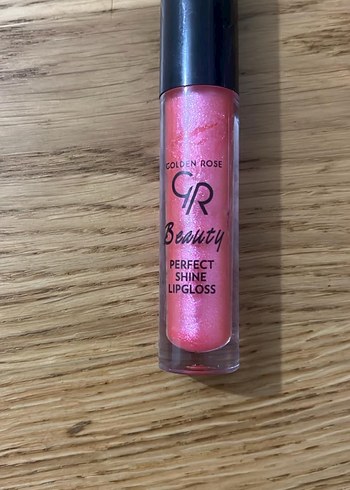 GOLDEN ROSE
GR
Beauty
PERFECT
SHINE
LIPGLOSS